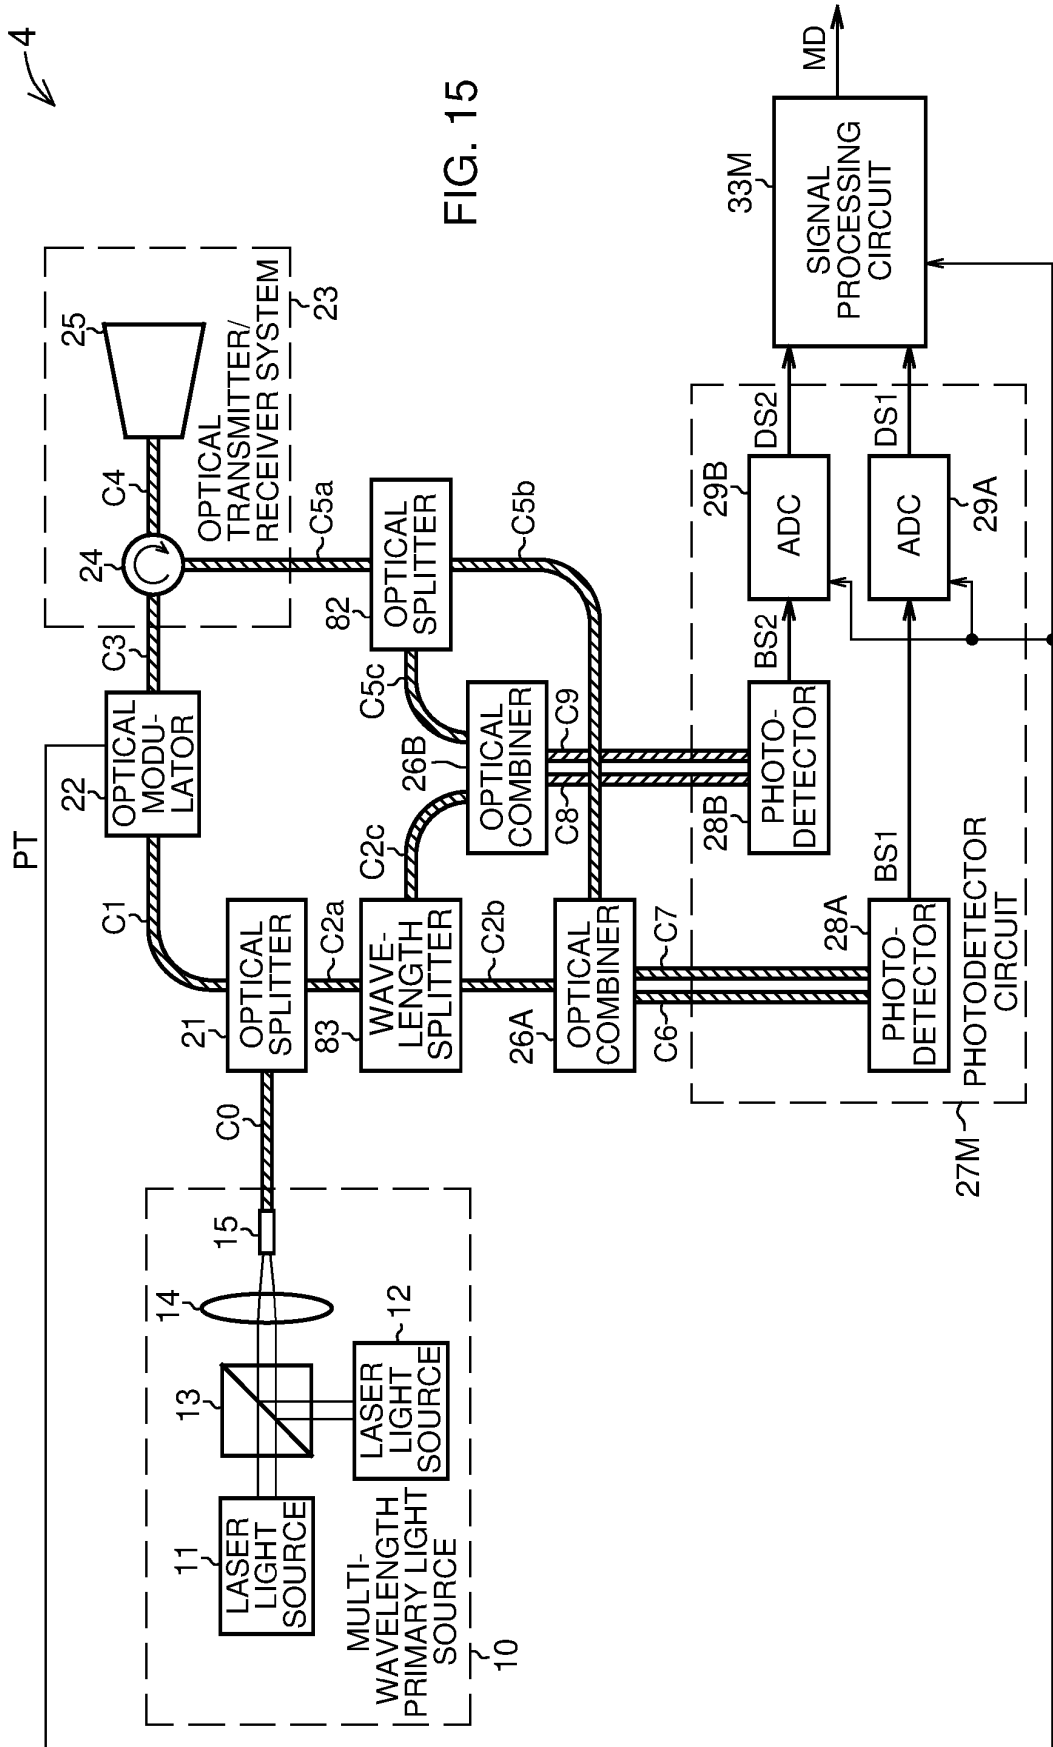 FIG. 15
4
PT
10
MULTI-
WAVELENGTH
PRIMARY LIGHT
SOURCE
11
LASER
LIGHT
SOURCE
12
LASER
LIGHT
SOURCE
13
14
15
C0
21
OPTICAL
SPLITTER
C1
22
OPTICAL
MODU-
LATOR
C3
24
C4
25
OPTICAL
TRANSMITTER/
RECEIVER SYSTEM
23
C2a
83
WAVE-
LENGTH
SPLITTER
C2c
C2b
C5a
82
OPTICAL
SPLITTER
C5c
C5b
26B
OPTICAL
COMBINER
26A
OPTICAL
COMBINER
C8
C9
C6
C7
28B
PHOTO-
DETECTOR
BS2
29B
ADC
DS2
28A
PHOTO-
DETECTOR
BS1
29A
ADC
DS1
27M
PHOTODETECTOR
CIRCUIT
33M
SIGNAL
PROCESSING
CIRCUIT
MD